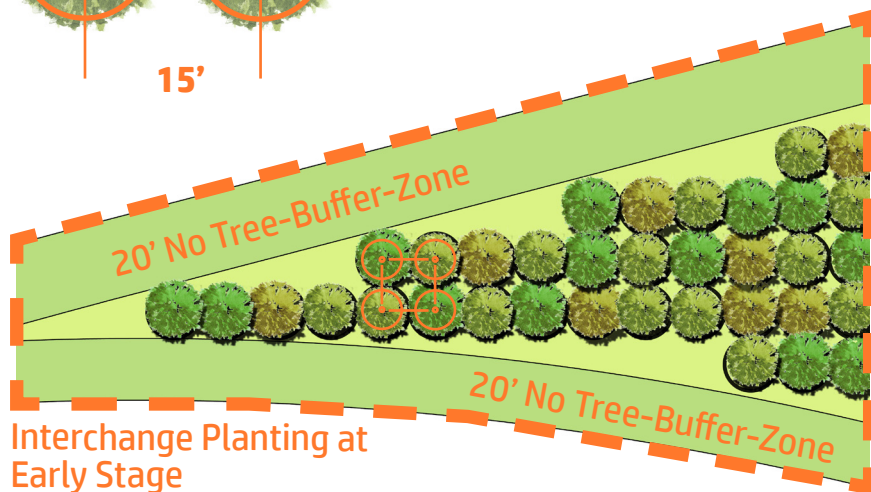 15’
20’ No Tree-Buffer-Zone
20’ No Tree-Buffer-Zone
Interchange Planting at
Early Stage